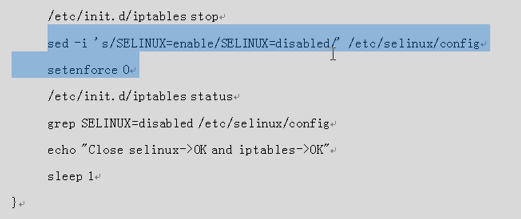 /etc/init.d/iptables stop
sed -i 's/SELINUX=enable/SELINUX=disabled/' /etc/selinux/config
setenforce 0
/etc/init.d/iptables status
grep SELINUX=disabled /etc/selinux/config
echo "Close selinux->OK and iptables->OK"
sleep 1
}